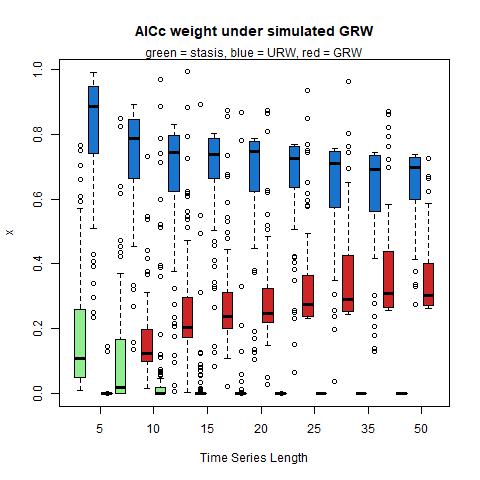 AICc weight under simulated GRW
green = stasis, blue = URW, red = GRW
1.0
0.8
0.6
0.4
0.2
0.0
x
5 10 15 20 25 35 50
Time Series Length